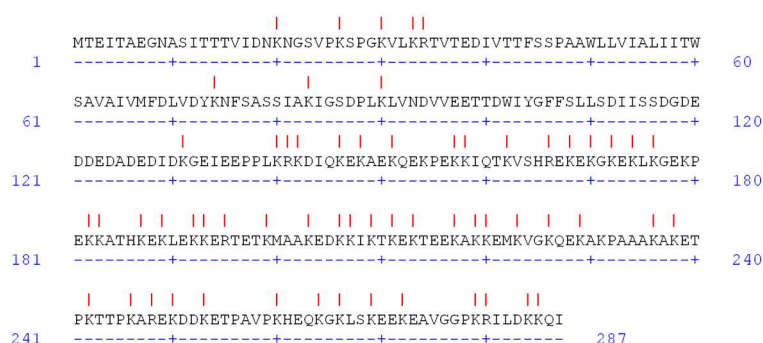 MTEITAEGNASITTTVIDNKNGSVPKSPGKVLKRTVTEDIVTTFSSPAAWLLVIALIITW
1 ---------+---------+---------+---------+---------+---------+ 60
SAVAIVMFDLVDYKNFSASSIAKIGSDPLKLVNDVVEETTDWIYGFFSLLSDIISSDGDE
61 ---------+---------+---------+---------+---------+---------+ 120
DDEDADEDIDKGEIEEPPLKRKDIQKEKAEKQEKPEKKIQTKVSHREKEKGKEKLKGEKP
121 ---------+---------+---------+---------+---------+---------+ 180
EKKATHKEKLEKKERTETKMAAKEDKKIKTKEKTEEKAKKEMKVGKQEKAKPAAAKAKET
181 ---------+---------+---------+---------+---------+---------+ 240
PKTTPKAREKDDKETPAVPKHEQKGKLSKEEKEAVGGPKRILDKKQI
241 ---------+---------+---------+---------+------- 287